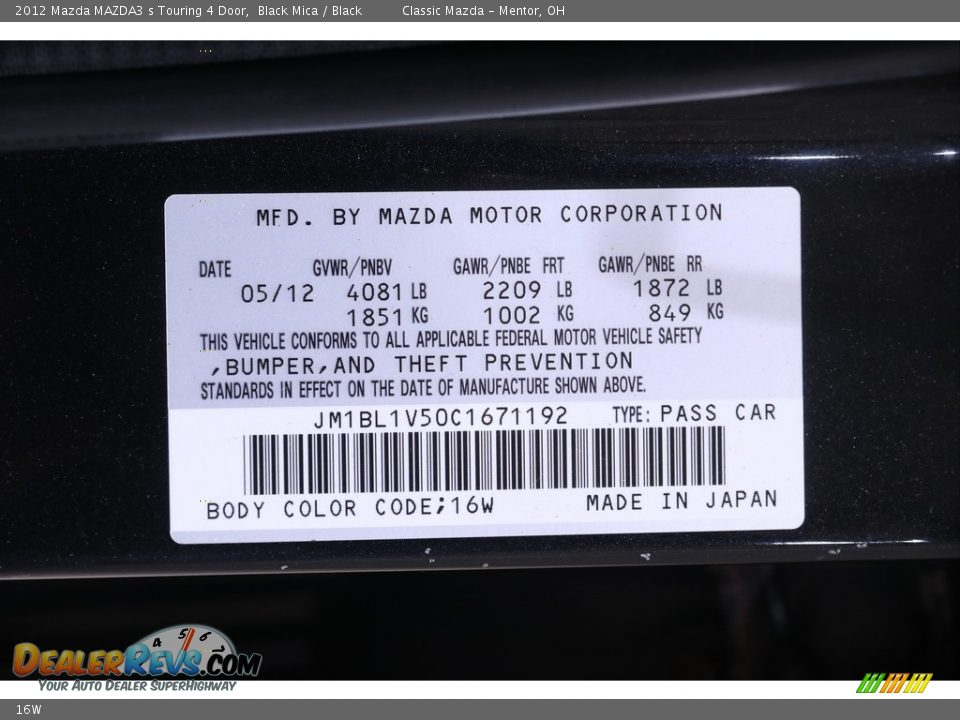 2012 Mazda MAZDA3 s Touring 4 Door, Black Mica / Black Classic Mazda - Mentor, OH
MFD. BY MAZDA MOTOR CORPORATION
DATE GVWR/PNBV GAWR/PNBE FRT GAWR/PNBE RR
05/12 4081 LB 2209 LB 1872 LB
1851 KG 1002 KG 849 KG
THIS VEHICLE CONFORMS TO ALL APPLICABLE FEDERAL MOTOR VEHICLE SAFETY
,BUMPER,AND THEFT PREVENTION
STANDARDS IN EFFECT ON THE DATE OF MANUFACTURE SHOWN ABOVE.
JM1BL1V50C1671192 TYPE: PASS CAR
BODY COLOR CODE;16W MADE IN JAPAN
4 5 6 7
DEALERREVS.COM
YOUR AUTO DEALER SUPERHIGHWAY
16W